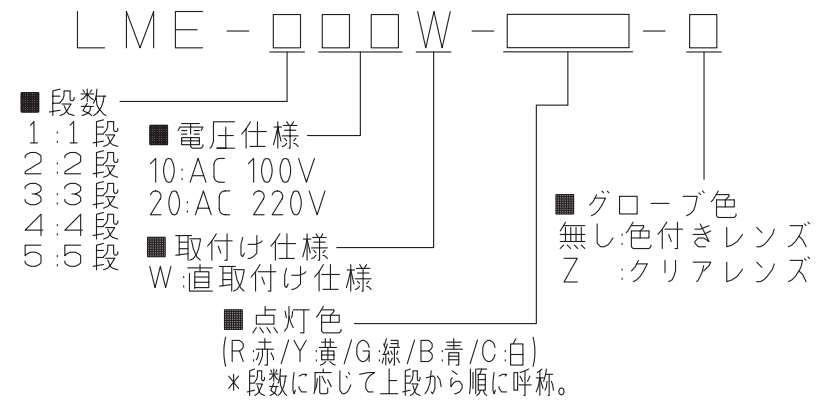 LME-□□□W-□-□
■段数
1:1段
2:2段
3:3段
4:4段
5:5段
■電圧仕様
10:AC 100V
20:AC 220V
■取付け仕様
W:直取付け仕様
■グローブ色
無し:色付きレンズ
Z :クリアレンズ
■点灯色
(R:赤/Y:黄/G:緑/B:青/C:白)
*段数に応じて上段から順に呼称。